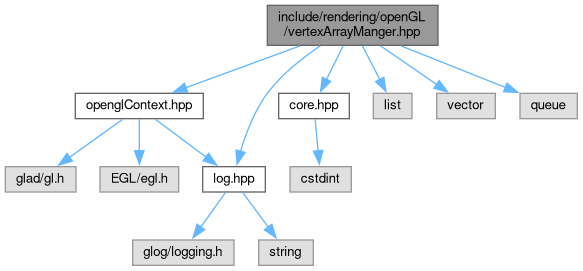 include/rendering/openGL
/vertexArrayManger.hpp
openglContext.hpp
core.hpp
list
vector
queue
glad/gl.h
EGL/egl.h
log.hpp
cstdint
glog/logging.h
string